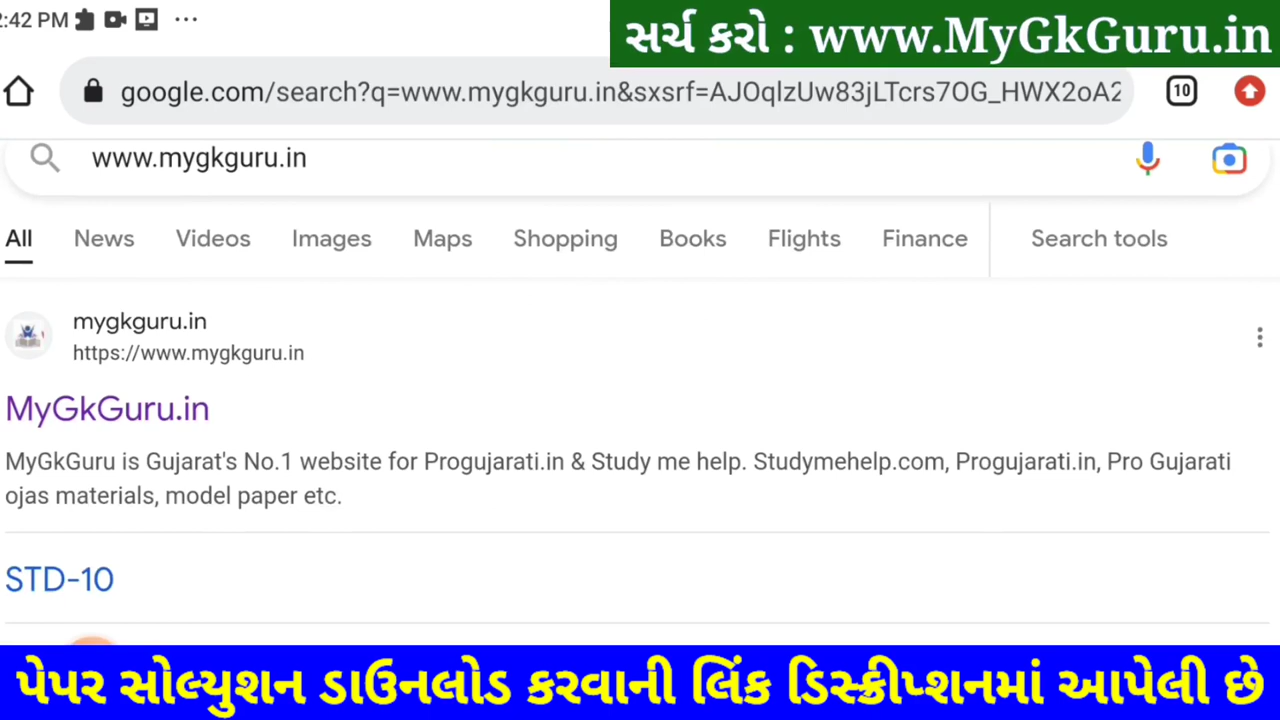 :42 PM
સર્ચ કરો : www.MyGkGuru.in
google.com/search?q=www.mygkguru.in&sxsrf=AJOqlzUw83jLTcrs7OG_HWX2oA2
10
www.mygkguru.in
All News Videos Images Maps Shopping Books Flights Finance Search tools
mygkguru.in
https://www.mygkguru.in
MyGkGuru.in
MyGkGuru is Gujarat's No.1 website for Progujarati.in & Study me help. Studymehelp.com, Progujarati.in, Pro Gujarati
ojas materials, model paper etc.
STD-10
પેપર સોલ્યુશન ડાઉનલોડ કરવાની લિંક ડિસ્ક્રીપ્શનમાં આપેલી છે